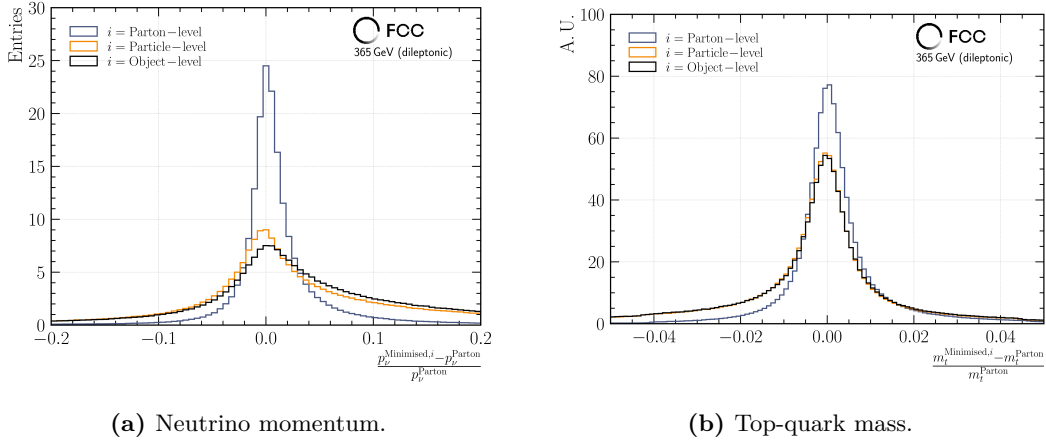 Entries
30
25
20
15
10
5
0
−0.2
−0.1
0.0
0.1
0.2
i = Parton−level
i = Particle−level
i = Object−level
FCC
365 GeV (dileptonic)
p_ν^{Minimised,i} − p_ν^{Parton}
p_ν^{Parton}
(a) Neutrino momentum.
A. U.
100
80
60
40
20
0
−0.04
−0.02
0.00
0.02
0.04
i = Parton−level
i = Particle−level
i = Object−level
FCC
365 GeV (dileptonic)
m_t^{Minimised,i} − m_t^{Parton}
m_t^{Parton}
(b) Top-quark mass.